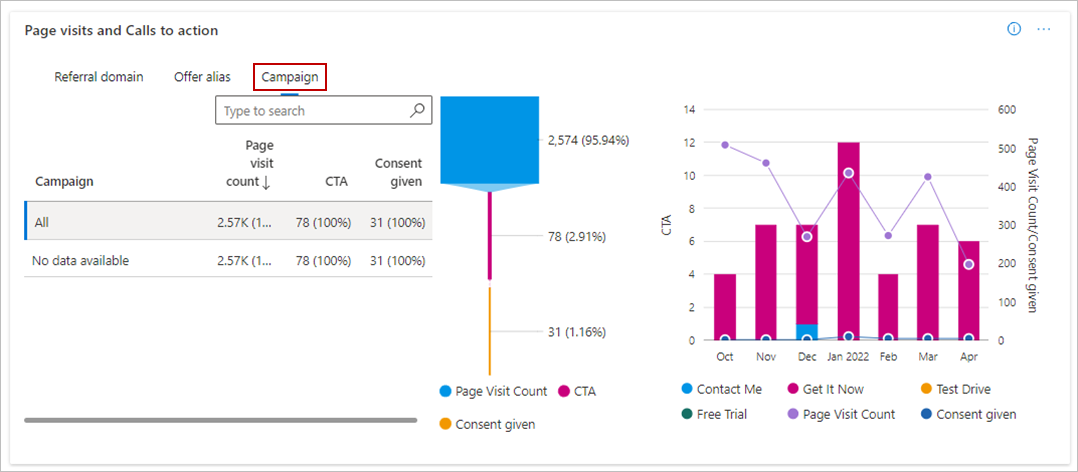 Page visits and Calls to action
Referral domain Offer alias Campaign
Type to search
Campaign
Page
visit
count↓
CTA
Consent
given
All 2.57K (1... 78 (100%) 31 (100%)
No data available 2.57K (1... 78 (100%) 31 (100%)
2,574 (95.94%)
78 (2.91%)
31 (1.16%)
Page Visit Count CTA
Consent given
CTA
14
12
10
8
6
4
2
0
600
500
400
300
200
100
0
Page Visit Count/Consent given
Oct Nov Dec Jan 2022 Feb Mar Apr
Contact Me Get It Now Test Drive
Free Trial Page Visit Count Consent given